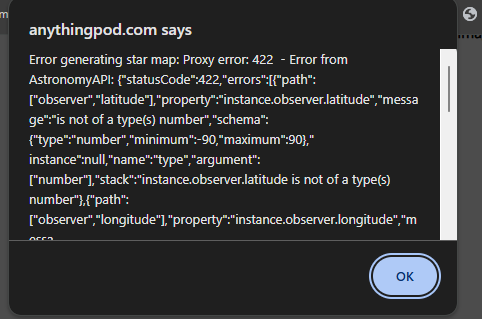 anythingpod.com says
Error generating star map: Proxy error: 422 - Error from
AstronomyAPI: {"statusCode":422,"errors":[{"path":
["observer","latitude"],"property":"instance.observer.latitude","messa
ge":"is not of a type(s) number","schema":
{"type":"number","minimum":-90,"maximum":90},"
instance":null,"name":"type","argument":
["number"],"stack":"instance.observer.latitude is not of a type(s)
number"},{"path":
["observer","longitude"],"property":"instance.observer.longitude","m
OK